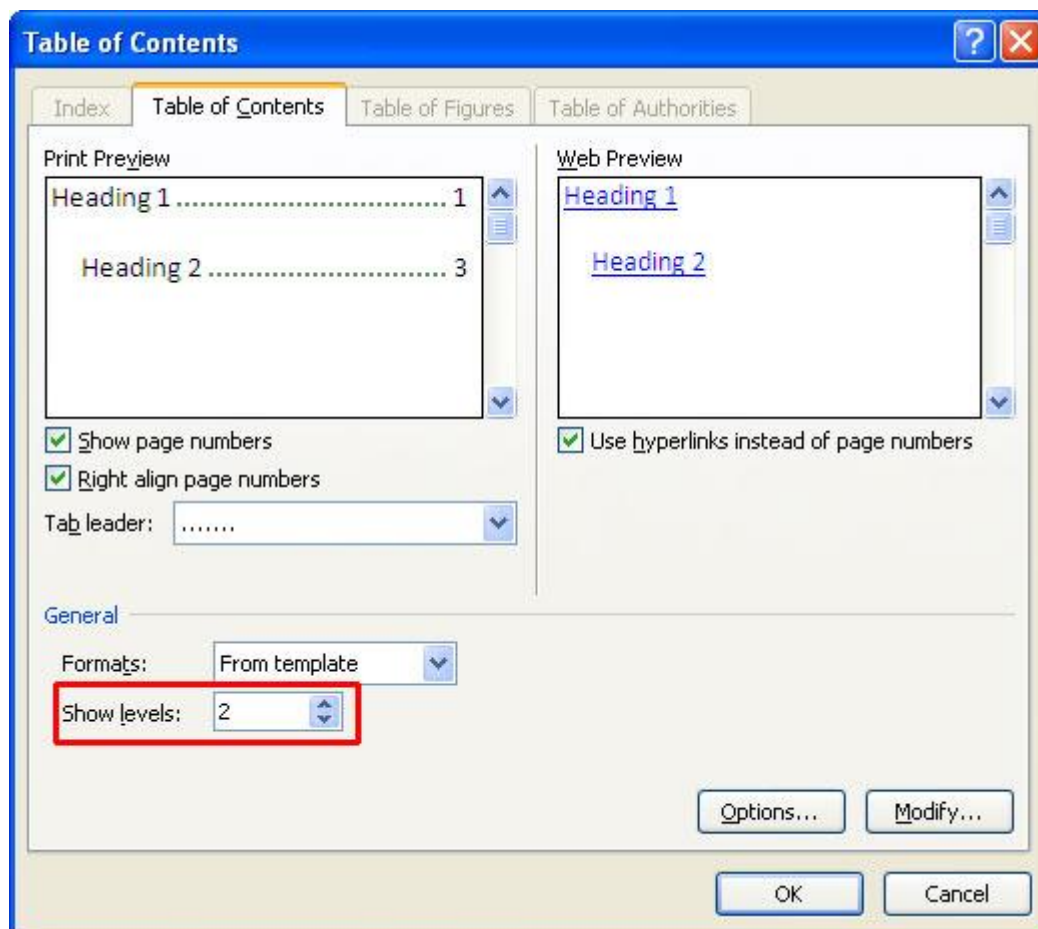 Table of Contents
Index
Table of Contents
Table of Figures
Table of Authorities
Print Preview
Heading 1 ................................. 1
Heading 2 ............................. 3
Show page numbers
Right align page numbers
Tab leader: .......
Web Preview
Heading 1
Heading 2
Use hyperlinks instead of page numbers
General
Formats: From template
Show levels: 2
Options...
Modify...
OK
Cancel